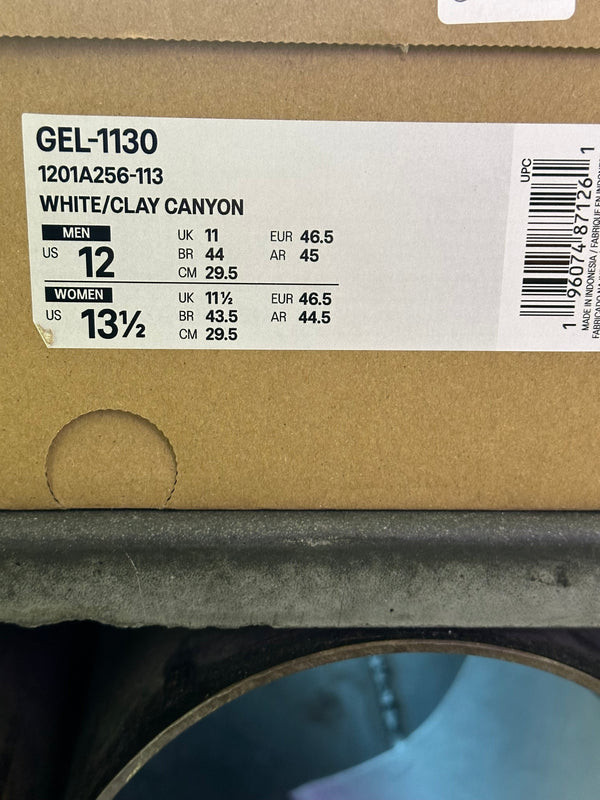 GEL-1130
1201A256-113
WHITE/CLAY CANYON
MEN
US 12
UK 11 EUR 46.5
BR 44 AR 45
CM 29.5
WOMEN
US 13½
UK 11½ EUR 46.5
BR 43.5 AR 44.5
CM 29.5
UPC
1 96074 87126 1
MADE IN INDONESIA / FABRIQUÉ EN